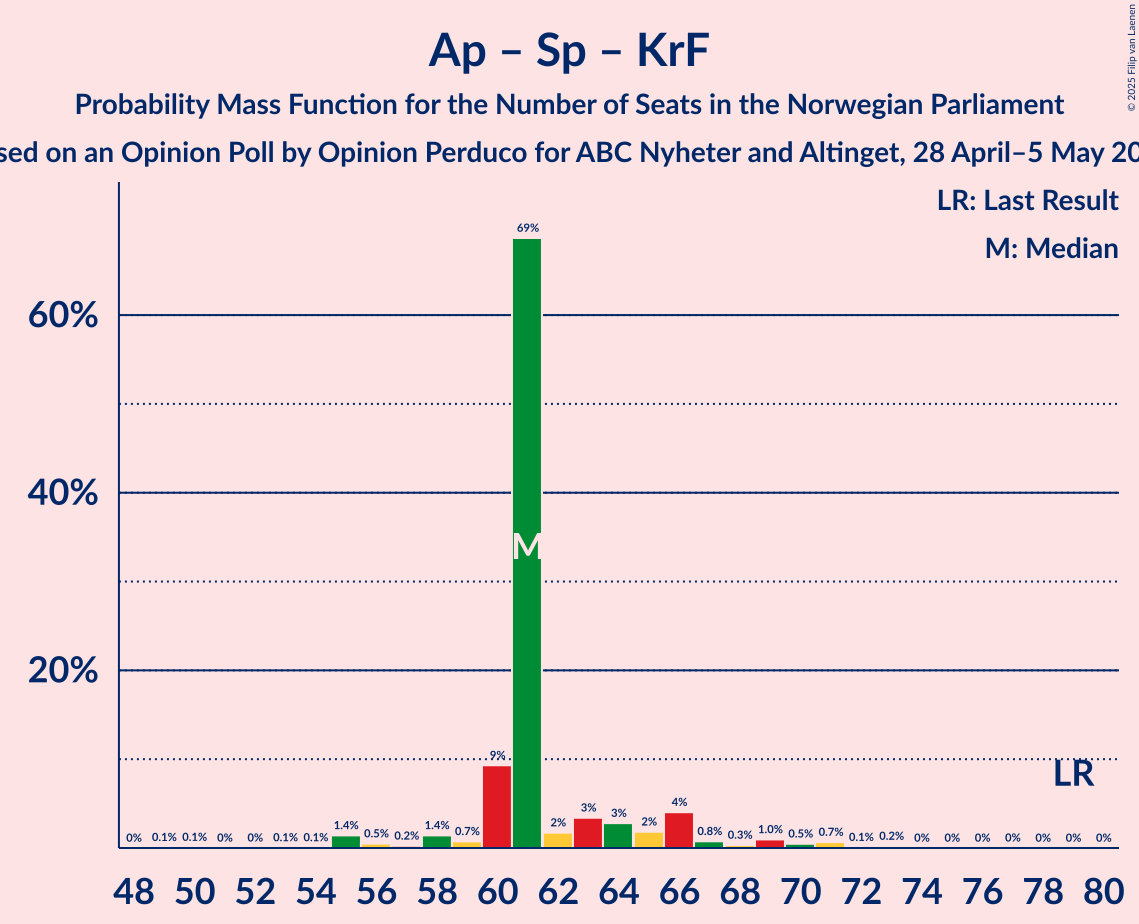 Ap – Sp – KrF
Probability Mass Function for the Number of Seats in the Norwegian Parliament
on an Opinion Poll by Opinion Perduco for ABC Nyheter and Altinget, 28 April–5 May
© 2025 Filip van Laenen
LR: Last Result
M: Median
60%
40%
20%
0% 0.1% 0.1% 0% 0% 0.1% 0.1% 1.4% 0.5% 0.2% 1.4% 0.7% 9% 69% 2% 3% 3% 2% 4% 0.8% 0.3% 1.0% 0.5% 0.7% 0.1% 0.2% 0% 0% 0% 0% 0% 0% 0%
M
LR
48 50 52 54 56 58 60 62 64 66 68 70 72 74 76 78 80